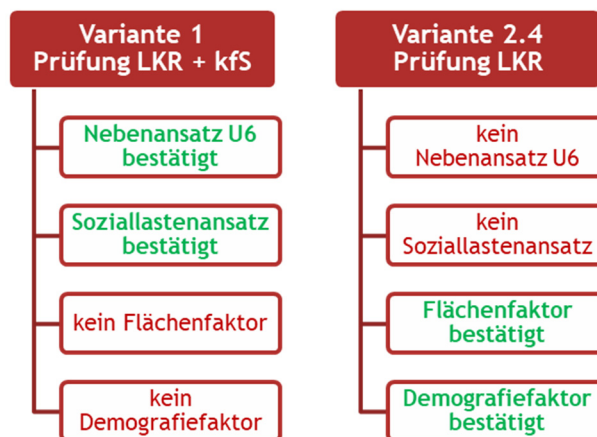 Variante 1
Prüfung LKR + kfS
Nebenansatz U6
bestätigt
Soziallastenansatz
bestätigt
kein Flächenfaktor
kein
Demografiefaktor
Variante 2.4
Prüfung LKR
kein
Nebenansatz U6
kein
Soziallastenansatz
Flächenfaktor
bestätigt
Demografiefaktor
bestätigt